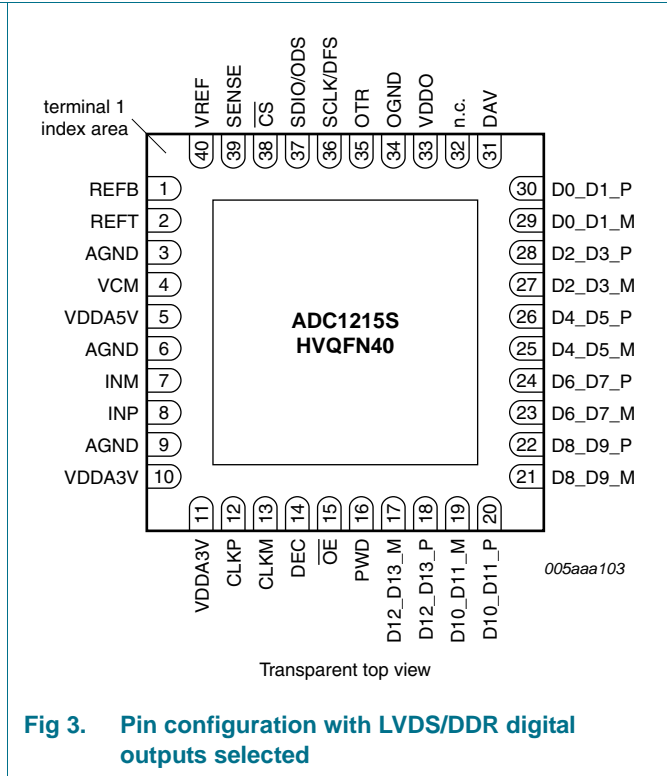 terminal 1
index area
VREF
SENSE
CS
SDIO/ODS
SCLK/DFS
OTR
OGND
VDDO
n.c.
DAV
40
39
38
37
36
35
34
33
32
31
REFB 1
REFT 2
AGND 3
VCM 4
VDDA5V 5
AGND 6
INM 7
INP 8
AGND 9
VDDA3V 10
ADC1215S
HVQFN40
30 D0_D1_P
29 D0_D1_M
28 D2_D3_P
27 D2_D3_M
26 D4_D5_P
25 D4_D5_M
24 D6_D7_P
23 D6_D7_M
22 D8_D9_P
21 D8_D9_M
11
12
13
14
15
16
17
18
19
20
VDDA3V
CLKP
CLKM
DEC
OE
PWD
D12_D13_M
D12_D13_P
D10_D11_M
D10_D11_P
005aaa103
Transparent top view
Fig 3. Pin configuration with LVDS/DDR digital
outputs selected